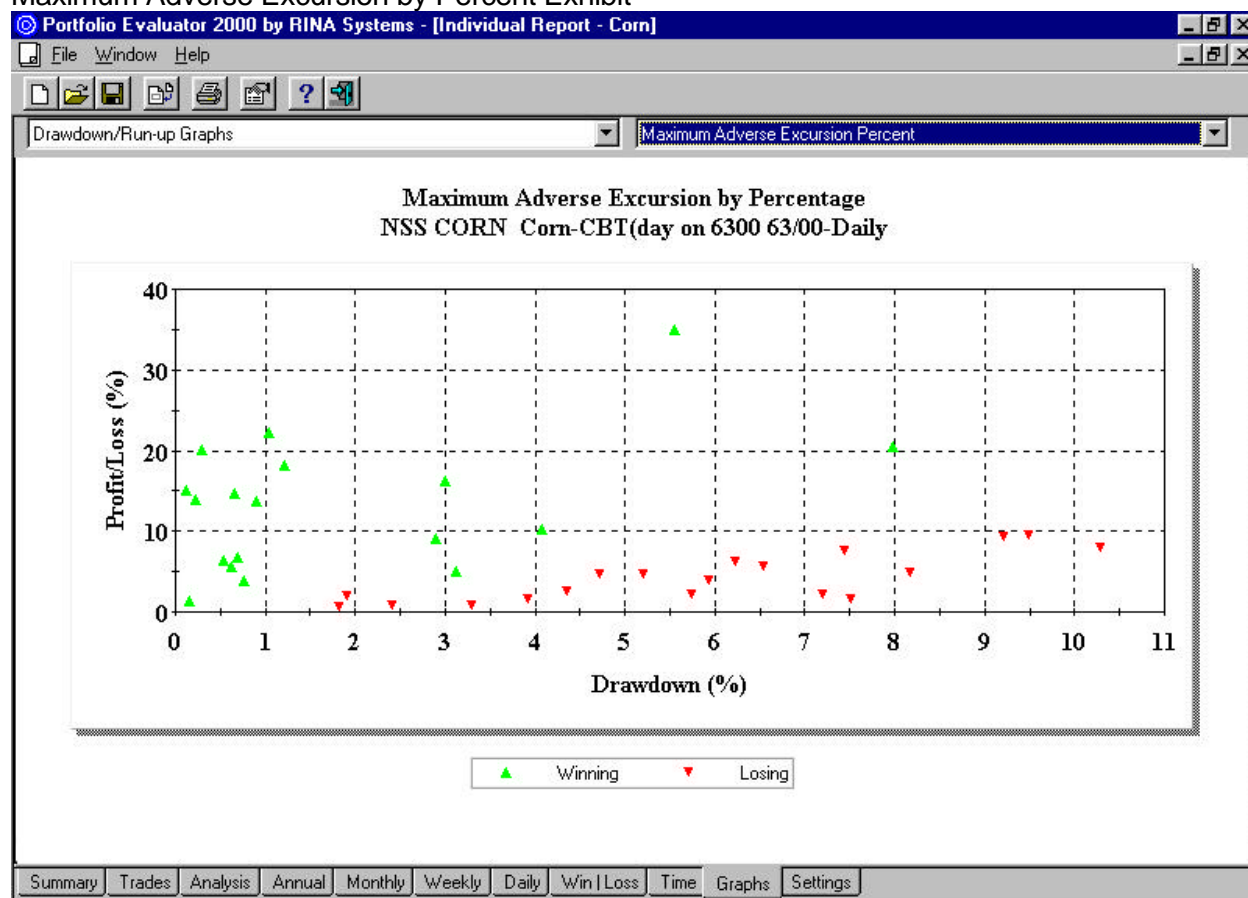 Maximum Adverse Excursion by Percent Exhibit
Portfolio Evaluator 2000 by RINA Systems - [Individual Report - Corn]
File Window Help
Drawdown/Run-up Graphs Maximum Adverse Excursion Percent
Maximum Adverse Excursion by Percentage
NSS CORN Corn-CBT(day on 6300 63/00-Daily
Profit/Loss (%)
40
30
20
10
0
0 1 2 3 4 5 6 7 8 9 10 11
Drawdown (%)
Winning Losing
Summary Trades Analysis Annual Monthly Weekly Daily Win | Loss Time Graphs Settings